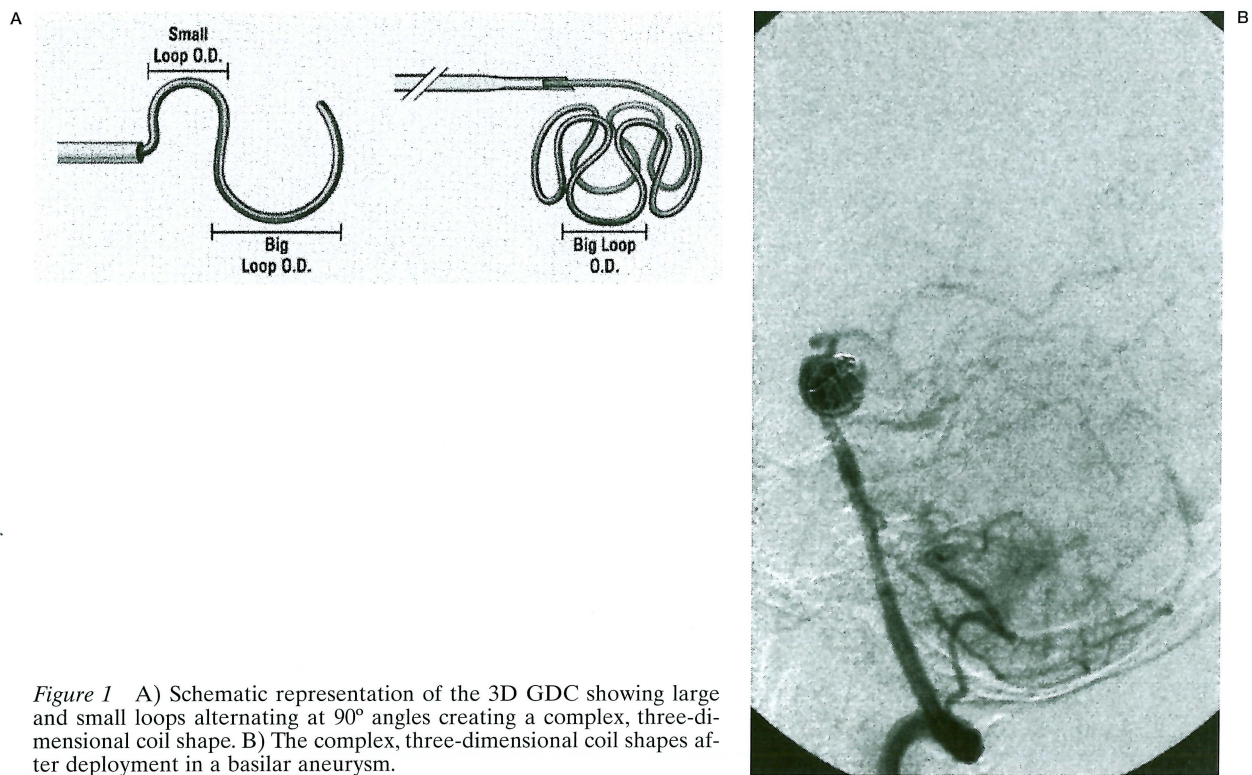 A
B
Small
Loop O.D.
Big
Loop O.D.
Big Loop
O.D.
Figure 1 A) Schematic representation of the 3D GDC showing large
and small loops alternating at 90º angles creating a complex, three-di-
mensional coil shape. B) The complex, three-dimensional coil shapes af-
ter deployment in a basilar aneurysm.